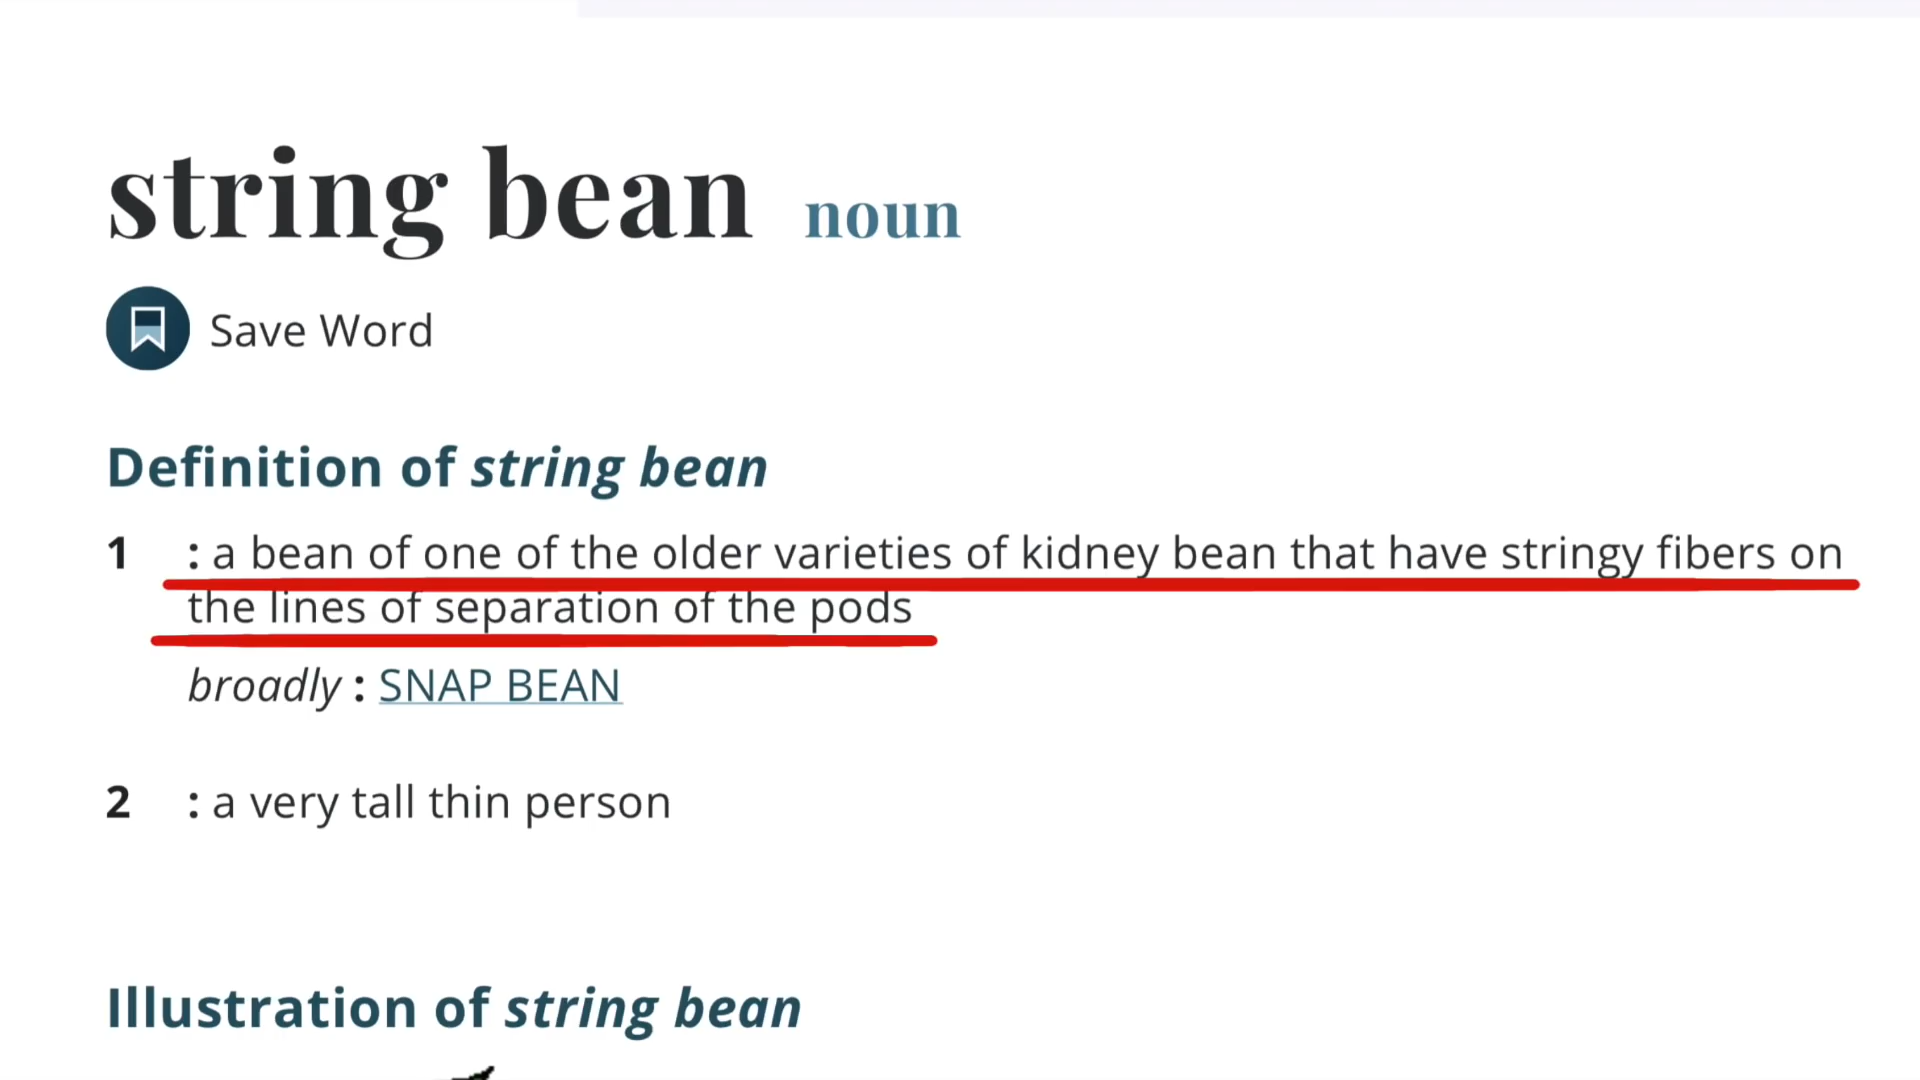 string bean noun
Save Word
Definition of string bean
1 : a bean of one of the older varieties of kidney bean that have stringy fibers on
the lines of separation of the pods
broadly : SNAP BEAN
2 : a very tall thin person
Illustration of string bean